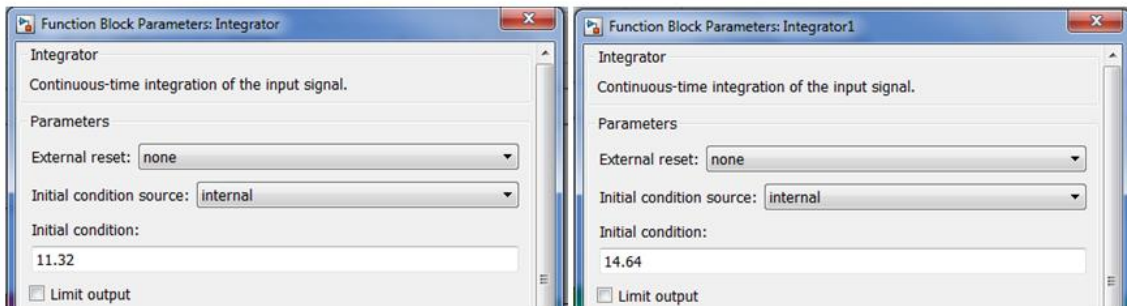 Function Block Parameters: Integrator
Integrator
Continuous-time integration of the input signal.
Parameters
External reset: none
Initial condition source: internal
Initial condition:
11.32
Limit output
Function Block Parameters: Integrator1
Integrator
Continuous-time integration of the input signal.
Parameters
External reset: none
Initial condition source: internal
Initial condition:
14.64
Limit output